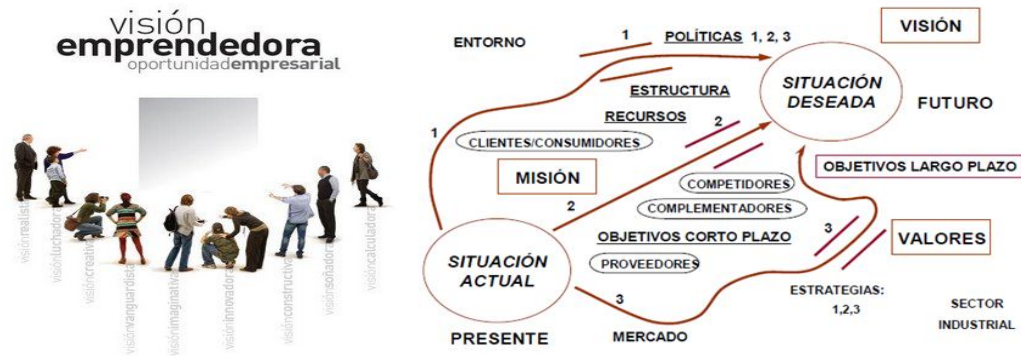 visión
emprendedora
oportunidadempresarial
visiónrealista
visiónluchadora
visióncreativa
visiónvanguardista
visiónimaginativa
visióninnovadora
visiónconstructiva
visiónsoñadora
visióncalculadora
ENTORNO
1
POLÍTICAS 1, 2, 3
VISIÓN
ESTRUCTURA
SITUACIÓN
DESEADA
FUTURO
RECURSOS
2
1
CLIENTES/CONSUMIDORES
OBJETIVOS LARGO PLAZO
MISIÓN
COMPETIDORES
2
COMPLEMENTADORES
OBJETIVOS CORTO PLAZO
3
VALORES
SITUACIÓN
ACTUAL
PROVEEDORES
3
ESTRATEGIAS:
1,2,3
SECTOR
INDUSTRIAL
PRESENTE
MERCADO